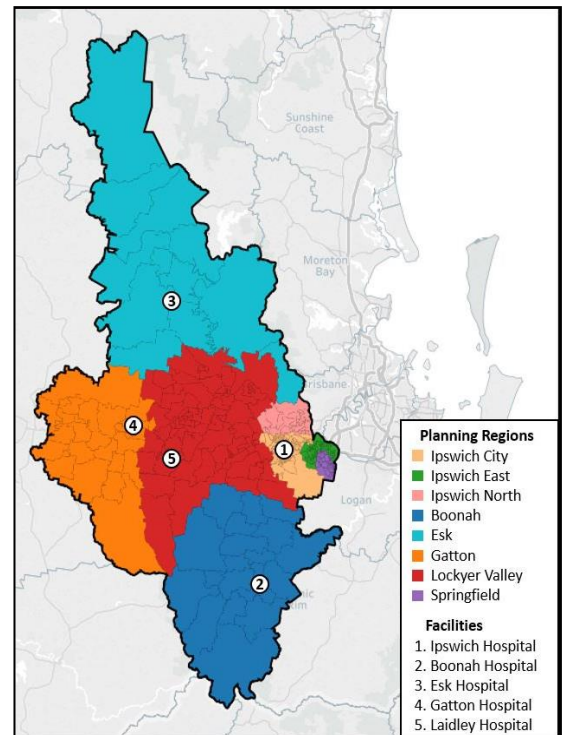 Sunshine
Coast
Moreton
Bay
3
risbane
4
1
5
Logan
2
Planning Regions
Ipswich City
Ipswich East
Ipswich North
Boonah
Esk
Gatton
Lockyer Valley
Springfield
Facilities
1. Ipswich Hospital
2. Boonah Hospital
3. Esk Hospital
4. Gatton Hospital
5. Laidley Hospital